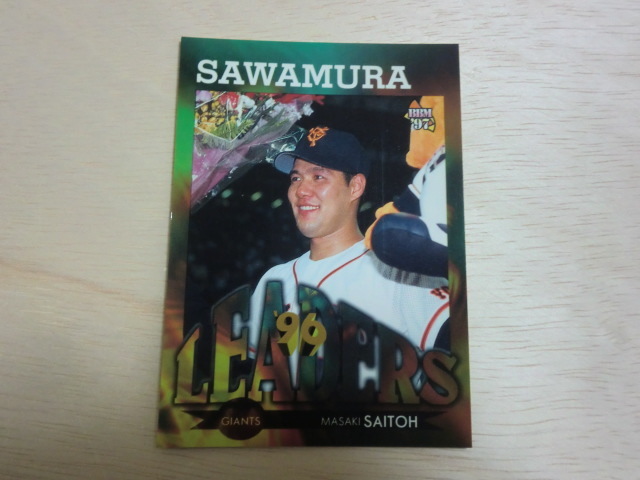 SAWAMURA
BBM
'97
'96
LEADERS
GIANTS
MASAKI SAITOH